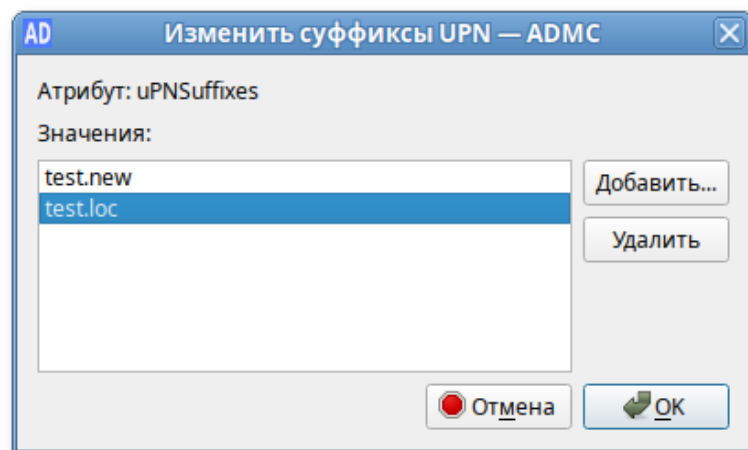 AD Изменить суффиксы UPN — ADMC
Атрибут: uPNSuffixes
Значения:
test.new
test.loc
Добавить...
Удалить
Отмена
OK